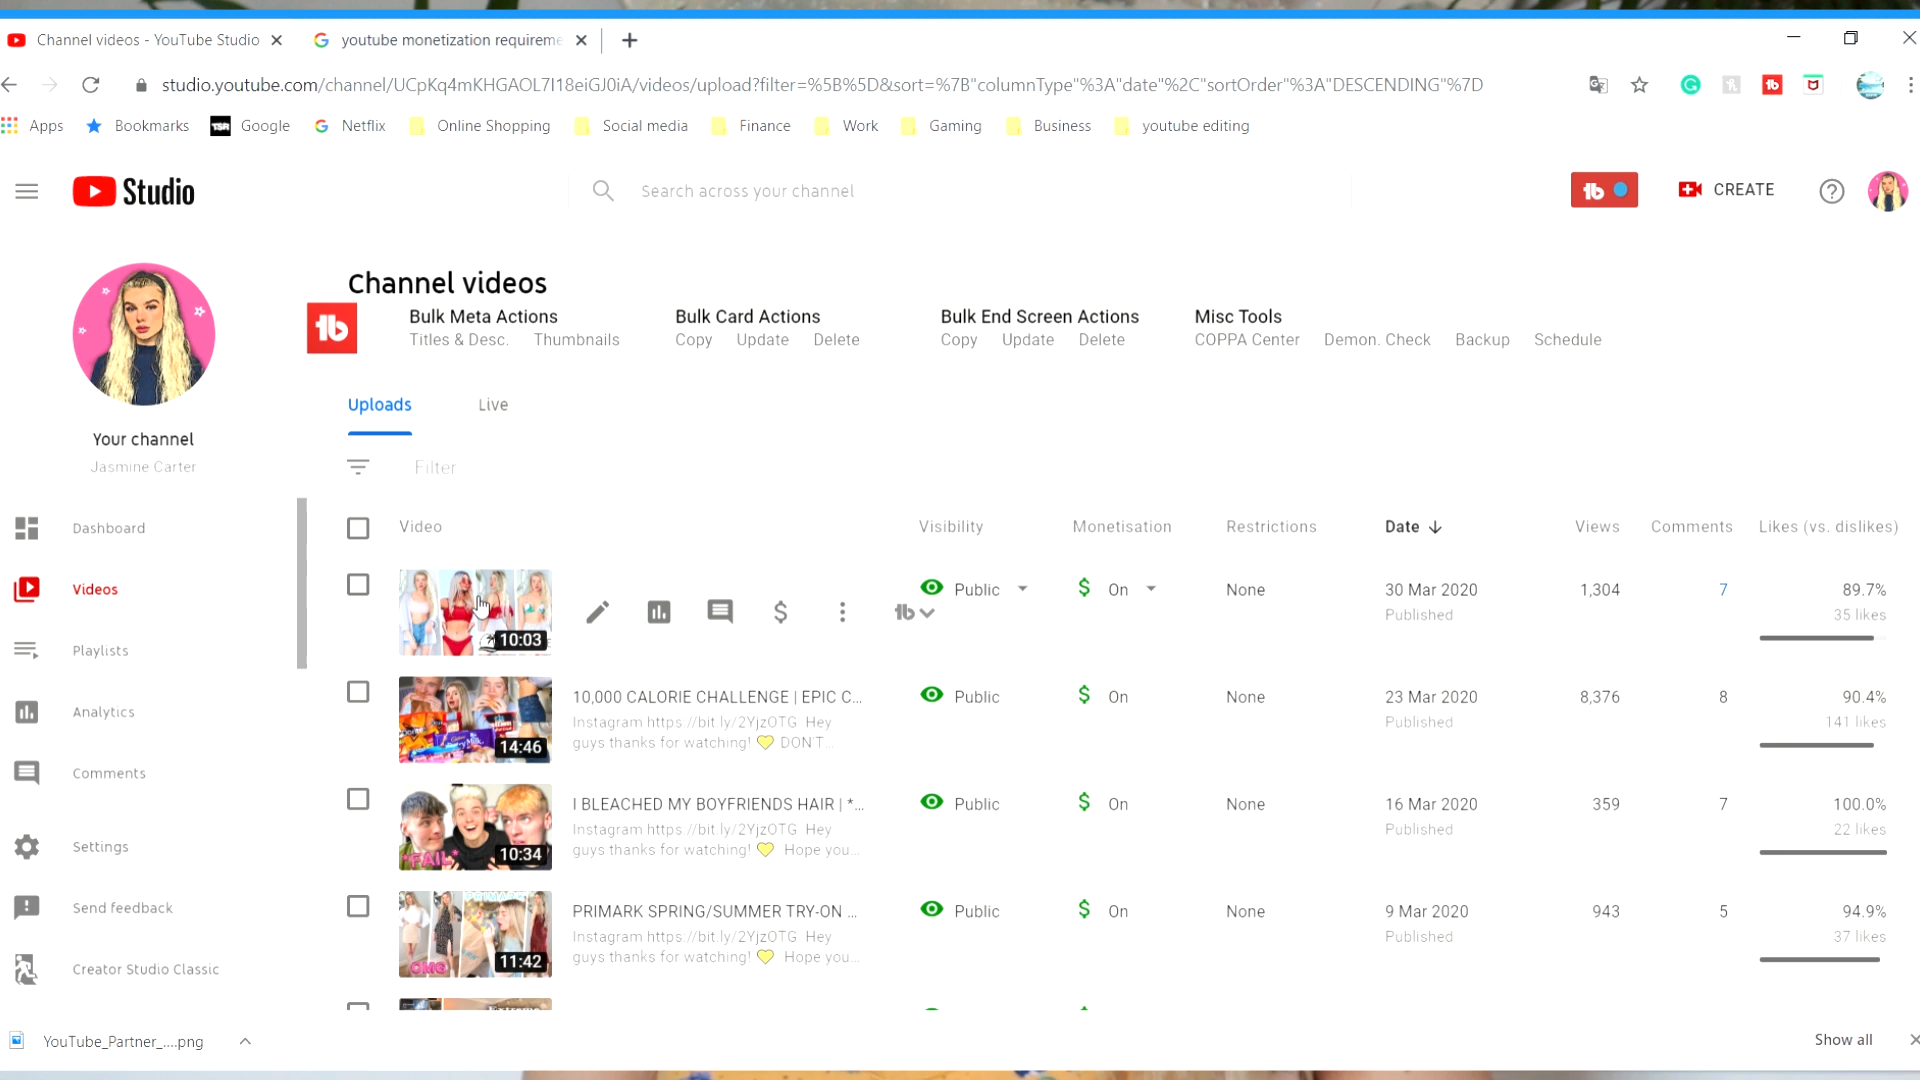 Channel videos - YouTube Studio
youtube monetization requireme
studio.youtube.com/channel/UCpKq4mKHGAOL7I18eiGJ0iA/videos/upload?filter=%5B%5D&sort=%7B"columnType"%3A"date"%2C"sortOrder"%3A"DESCENDING"%7D
Apps Bookmarks Google Netflix Online Shopping Social media Finance Work Gaming Business youtube editing
Studio
Search across your channel
CREATE
Channel videos
Bulk Meta Actions Bulk Card Actions Bulk End Screen Actions Misc Tools
Titles & Desc. Thumbnails Copy Update Delete Copy Update Delete COPPA Center Demon. Check Backup Schedule
Uploads Live
Your channel
Jasmine Carter
Filter
Dashboard
Videos
Playlists
Analytics
Comments
Settings
Send feedback
Creator Studio Classic
Video Visibility Monetisation Restrictions Date Views Comments Likes (vs. dislikes)
Public On None 30 Mar 2020 1,304 7 89.7%
Published 35 likes
10:03
10,000 CALORIE CHALLENGE | EPIC C... Public On None 23 Mar 2020 8,376 8 90.4%
Instagram https://bit.ly/2YjzOTG Hey Published 141 likes
guys thanks for watching! 💛 DON'T...
14:46
I BLEACHED MY BOYFRIENDS HAIR | *... Public On None 16 Mar 2020 359 7 100.0%
Instagram https://bit.ly/2YjzOTG Hey Published 22 likes
guys thanks for watching! 💛 Hope you...
*FAIL* 10:34
PRIMARK SPRING/SUMMER TRY-ON ... Public On None 9 Mar 2020 943 5 94.9%
Instagram https://bit.ly/2YjzOTG Hey Published 37 likes
guys thanks for watching! 💛 Hope you...
OMG 11:42
YouTube_Partner_....png
Show all